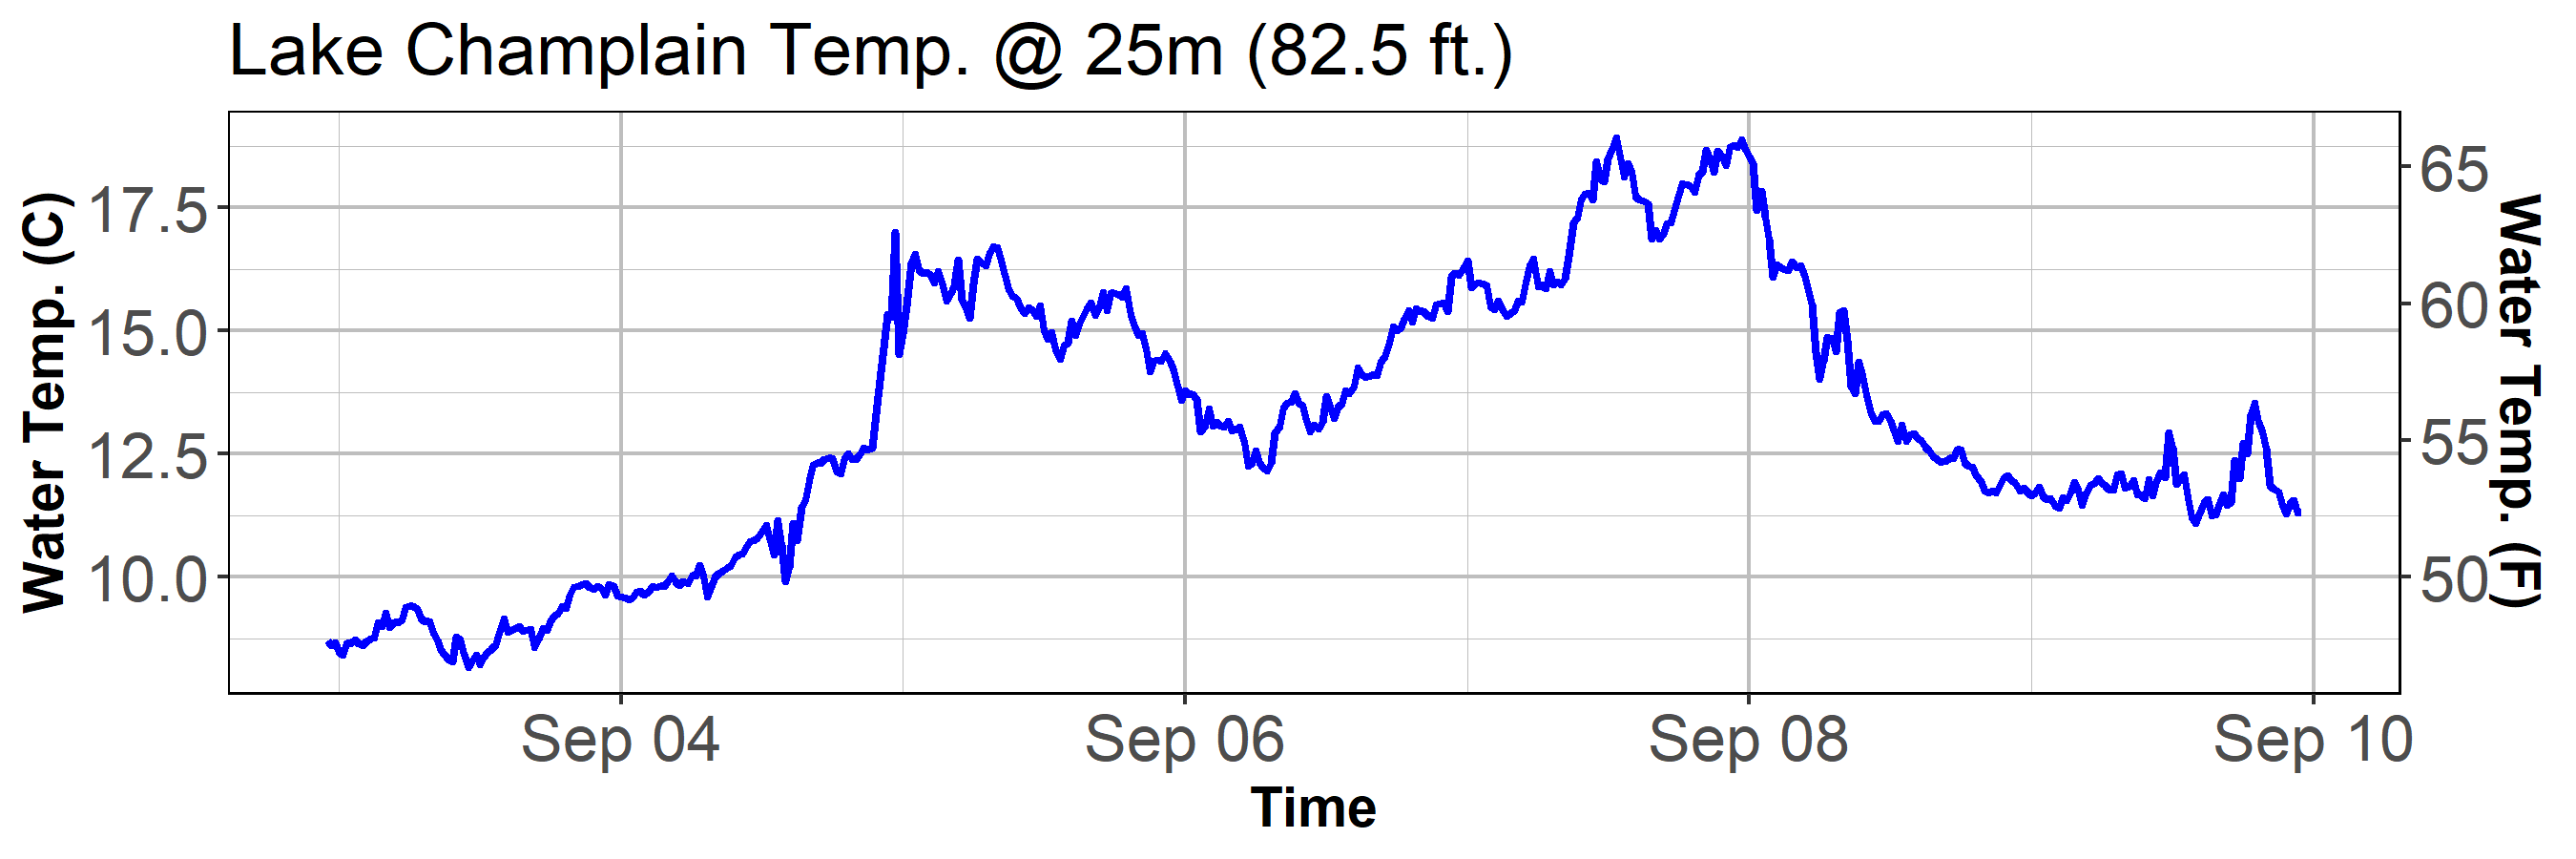 Lake Champlain Temp. @ 25m (82.5 ft.)
Water Temp. (C)
17.5
15.0
12.5
10.0
65
60
55
50
Water Temp. (F)
Sep 04
Sep 06
Sep 08
Sep 10
Time